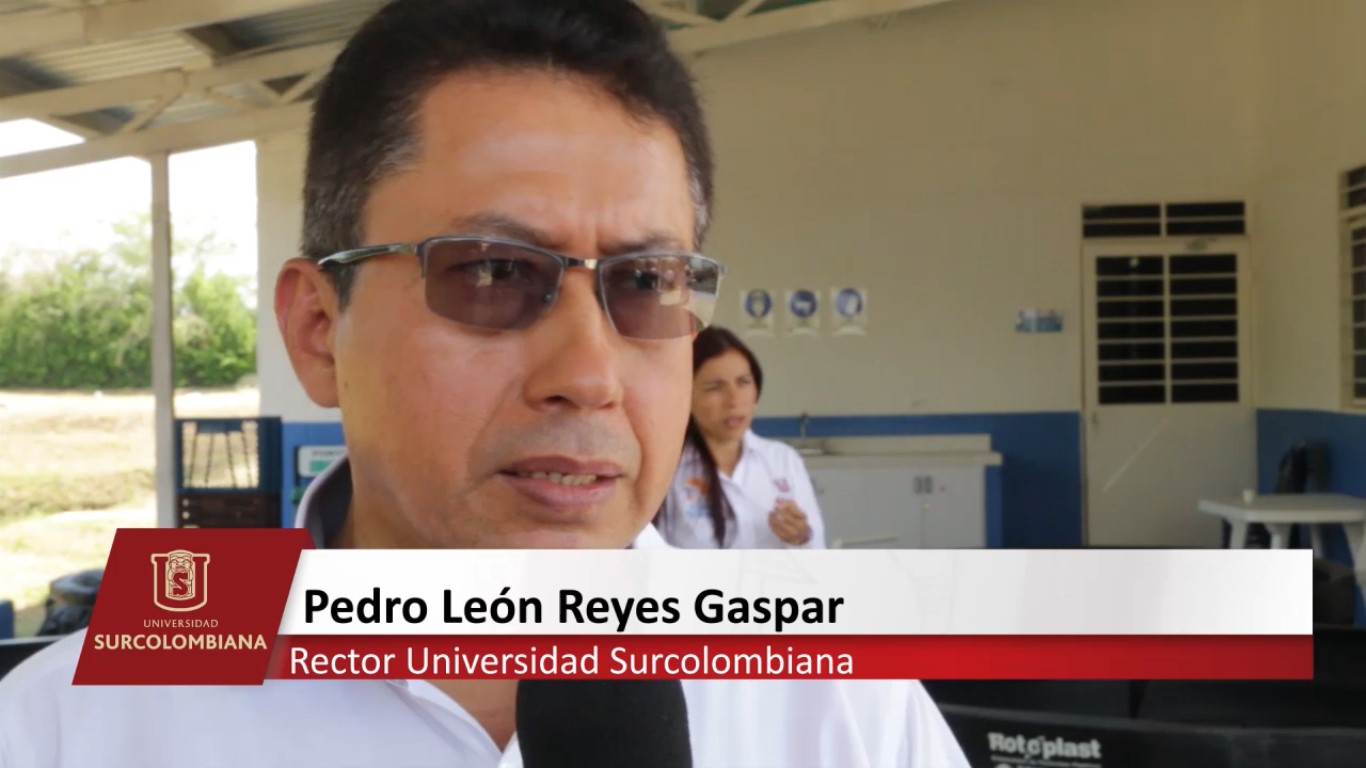 UNIVERSIDAD
SURCOLOMBIANA
Pedro León Reyes Gaspar
Rector Universidad Surcolombiana
Rotoplast